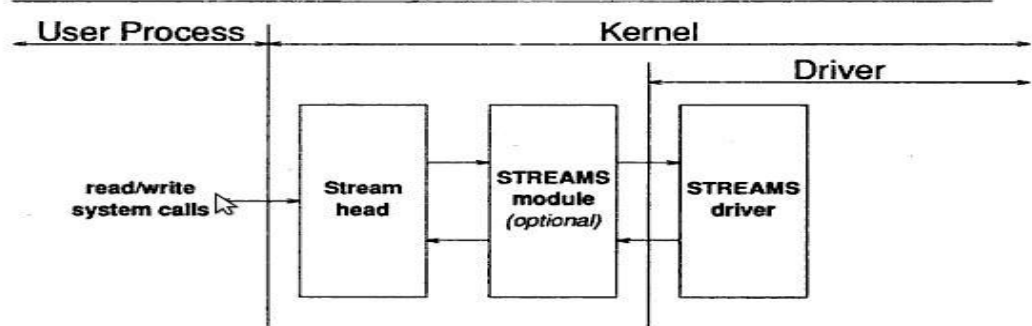 User Process
Kernel
Driver
read/write
system calls
Stream
head
STREAMS
module
(optional)
STREAMS
driver